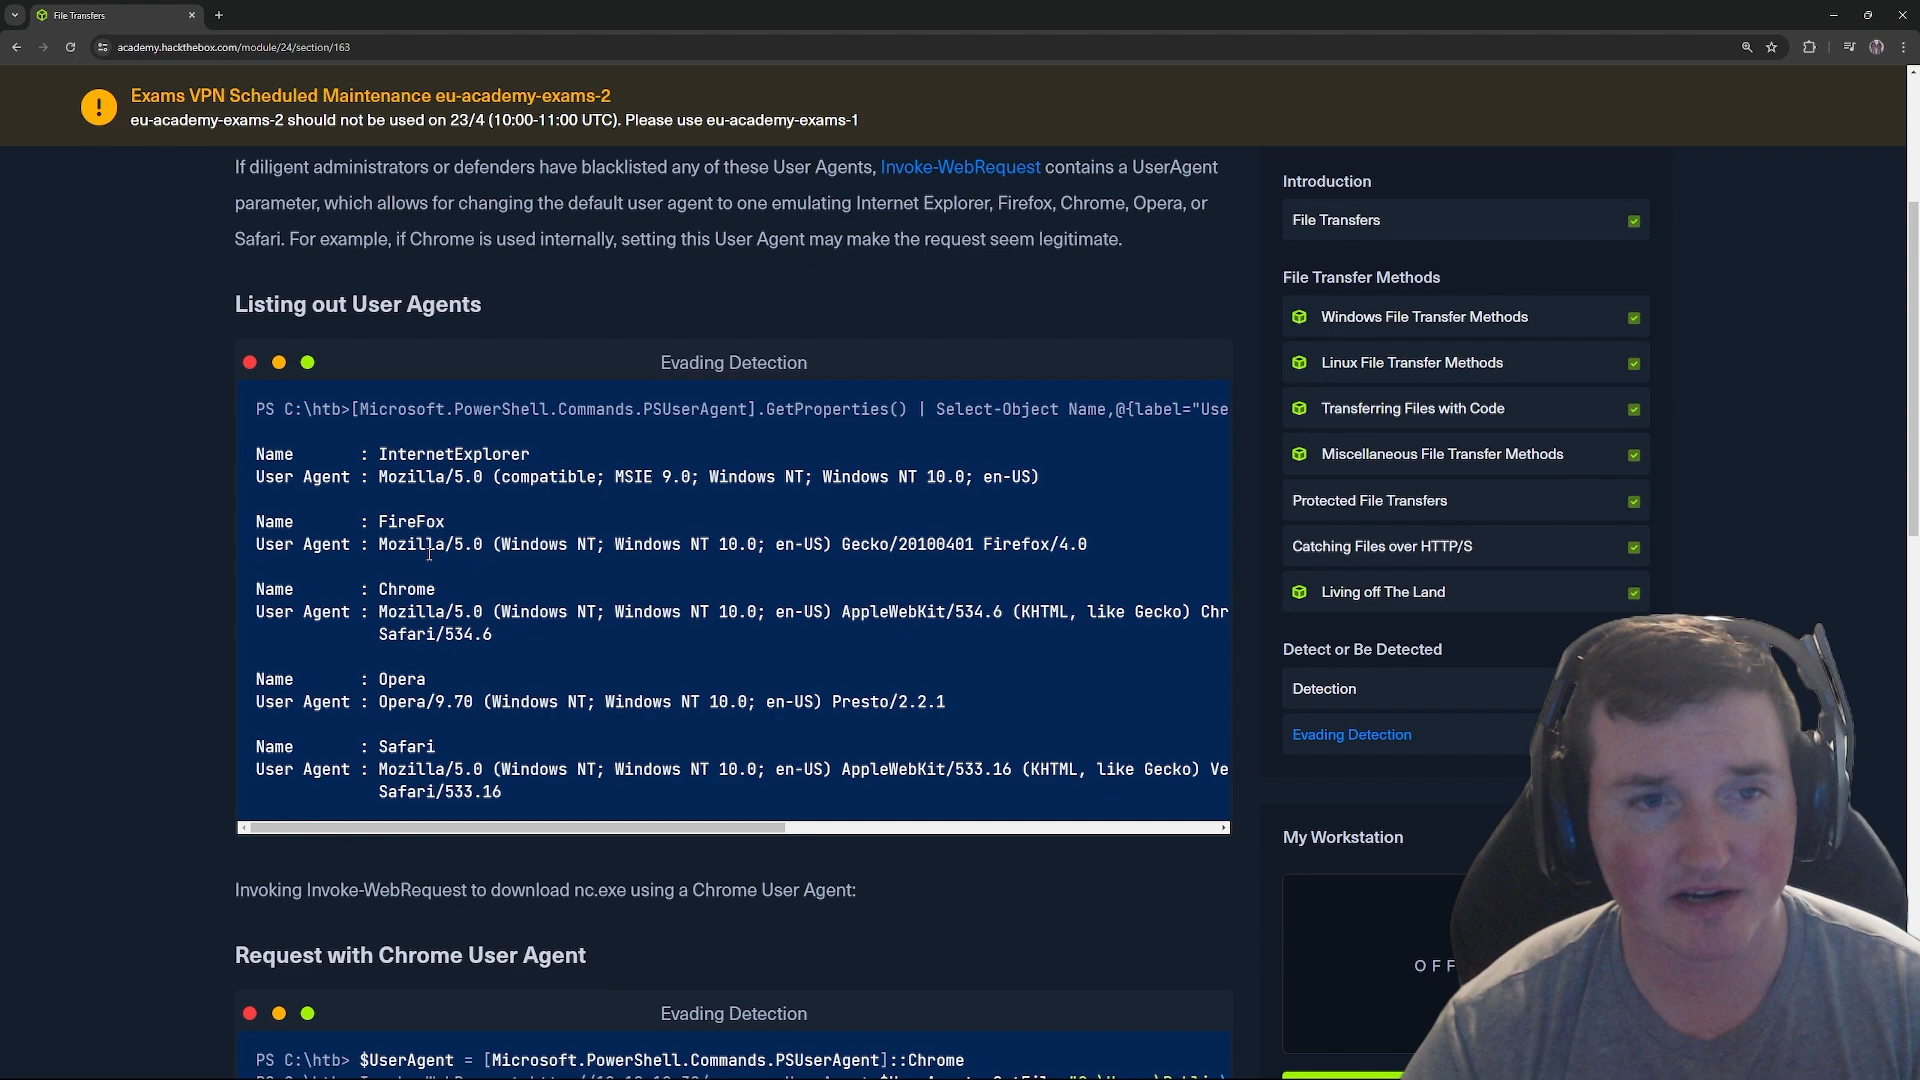 File Transfers
academy.hackthebox.com/module/24/section/163
Exams VPN Scheduled Maintenance eu-academy-exams-2
eu-academy-exams-2 should not be used on 23/4 (10:00-11:00 UTC). Please use eu-academy-exams-1
If diligent administrators or defenders have blacklisted any of these User Agents, Invoke-WebRequest contains a UserAgent
parameter, which allows for changing the default user agent to one emulating Internet Explorer, Firefox, Chrome, Opera, or
Safari. For example, if Chrome is used internally, setting this User Agent may make the request seem legitimate.
Listing out User Agents
Evading Detection
PS C:\htb>[Microsoft.PowerShell.Commands.PSUserAgent].GetProperties() | Select-Object Name,@{label="Use
Name : InternetExplorer
User Agent : Mozilla/5.0 (compatible; MSIE 9.0; Windows NT; Windows NT 10.0; en-US)
Name : FireFox
User Agent : Mozilla/5.0 (Windows NT; Windows NT 10.0; en-US) Gecko/20100401 Firefox/4.0
Name : Chrome
User Agent : Mozilla/5.0 (Windows NT; Windows NT 10.0; en-US) AppleWebKit/534.6 (KHTML, like Gecko) Chr
Safari/534.6
Name : Opera
User Agent : Opera/9.70 (Windows NT; Windows NT 10.0; en-US) Presto/2.2.1
Name : Safari
User Agent : Mozilla/5.0 (Windows NT; Windows NT 10.0; en-US) AppleWebKit/533.16 (KHTML, like Gecko) Ve
Safari/533.16
Invoking Invoke-WebRequest to download nc.exe using a Chrome User Agent:
Request with Chrome User Agent
Evading Detection
PS C:\htb> $UserAgent = [Microsoft.PowerShell.Commands.PSUserAgent]::Chrome
Introduction
File Transfers
File Transfer Methods
Windows File Transfer Methods
Linux File Transfer Methods
Transferring Files with Code
Miscellaneous File Transfer Methods
Protected File Transfers
Catching Files over HTTP/S
Living off The Land
Detect or Be Detected
Detection
Evading Detection
My Workstation
OFF